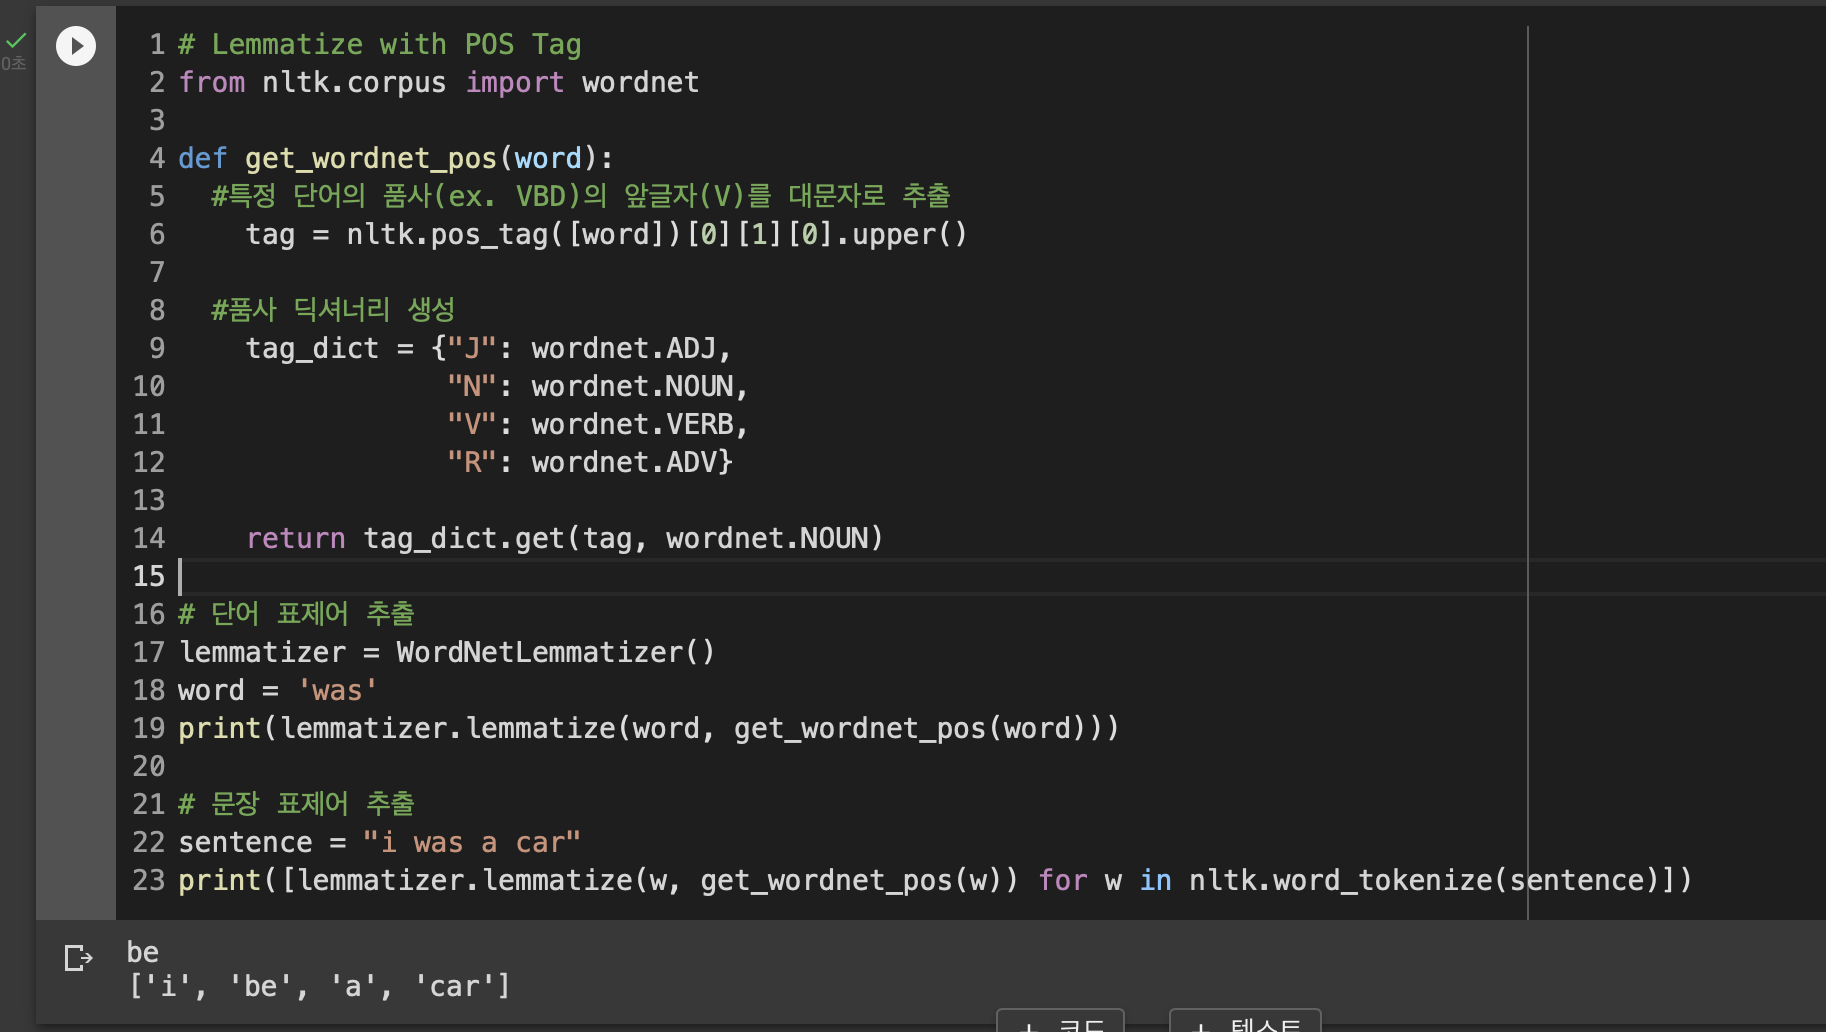 0초
1 # Lemmatize with POS Tag
2 from nltk.corpus import wordnet
3
4 def get_wordnet_pos(word):
5   #특정 단어의 품사(ex. VBD)의 앞글자(V)를 대문자로 추출
6     tag = nltk.pos_tag([word])[0][1][0].upper()
7
8   #품사 딕셔너리 생성
9     tag_dict = {"J": wordnet.ADJ,
10                 "N": wordnet.NOUN,
11                 "V": wordnet.VERB,
12                 "R": wordnet.ADV}
13
14     return tag_dict.get(tag, wordnet.NOUN)
15
16 # 단어 표제어 추출
17 lemmatizer = WordNetLemmatizer()
18 word = 'was'
19 print(lemmatizer.lemmatize(word, get_wordnet_pos(word)))
20
21 # 문장 표제어 추출
22 sentence = "i was a car"
23 print([lemmatizer.lemmatize(w, get_wordnet_pos(w)) for w in nltk.word_tokenize(sentence)])
be
['i', 'be', 'a', 'car']
+ 코드 + 텍스트